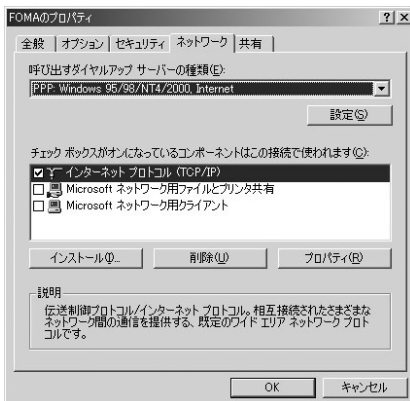 FOMAのプロパティ
全般 オプション セキュリティ ネットワーク 共有
呼び出すダイヤルアップ サーバーの種類(E):
PPP: Windows 95/98/NT4/2000, Internet
設定(S)
チェック ボックスがオンになっているコンポーネントはこの接続で使われます(C):
インターネット プロトコル (TCP/IP)
Microsoft ネットワーク用ファイルとプリンタ共有
Microsoft ネットワーク用クライアント
インストール(I)... 削除(U) プロパティ(R)
説明
伝送制御プロトコル/インターネット プロトコル。相互接続されたさまざまな
ネットワーク間の通信を提供する、既定のワイド エリア ネットワーク プロト
コルです。
OK キャンセル